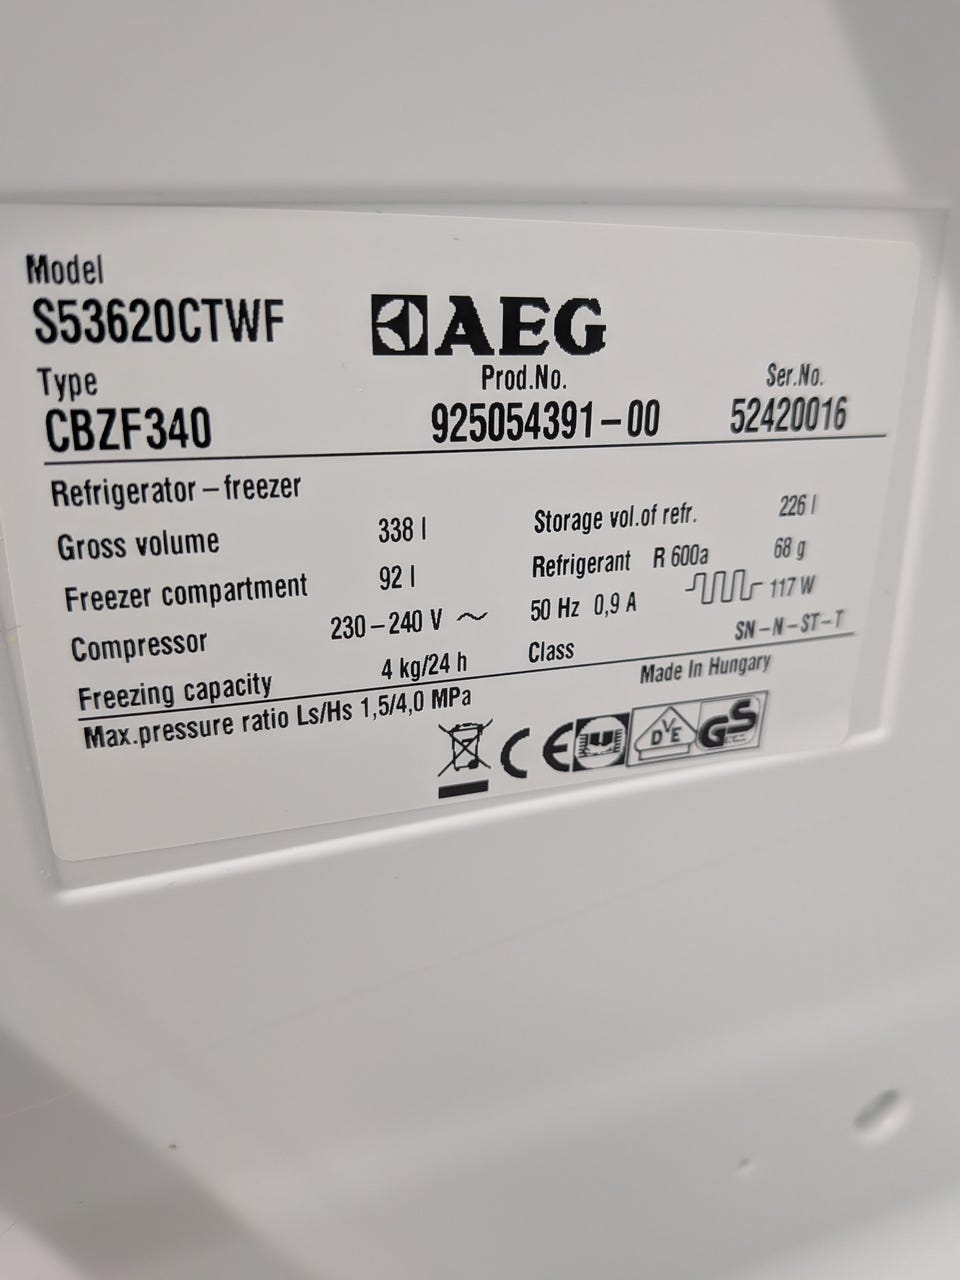 Model
S53620CTWF
AEG
Type
CBZF340
Prod.No.
925054391-00
Ser.No.
52420016
Refrigerator-freezer
Gross volume 338 l
Storage vol.of refr. 226 l
Freezer compartment 92 l
Refrigerant R 600a 68 g
Compressor 230-240 V ~ 50 Hz 0,9 A 117 W
Freezing capacity 4 kg/24 h
Class SN-N-ST-T
Max.pressure ratio Ls/Hs 1,5/4,0 MPa
Made In Hungary
CE
DVE
GS